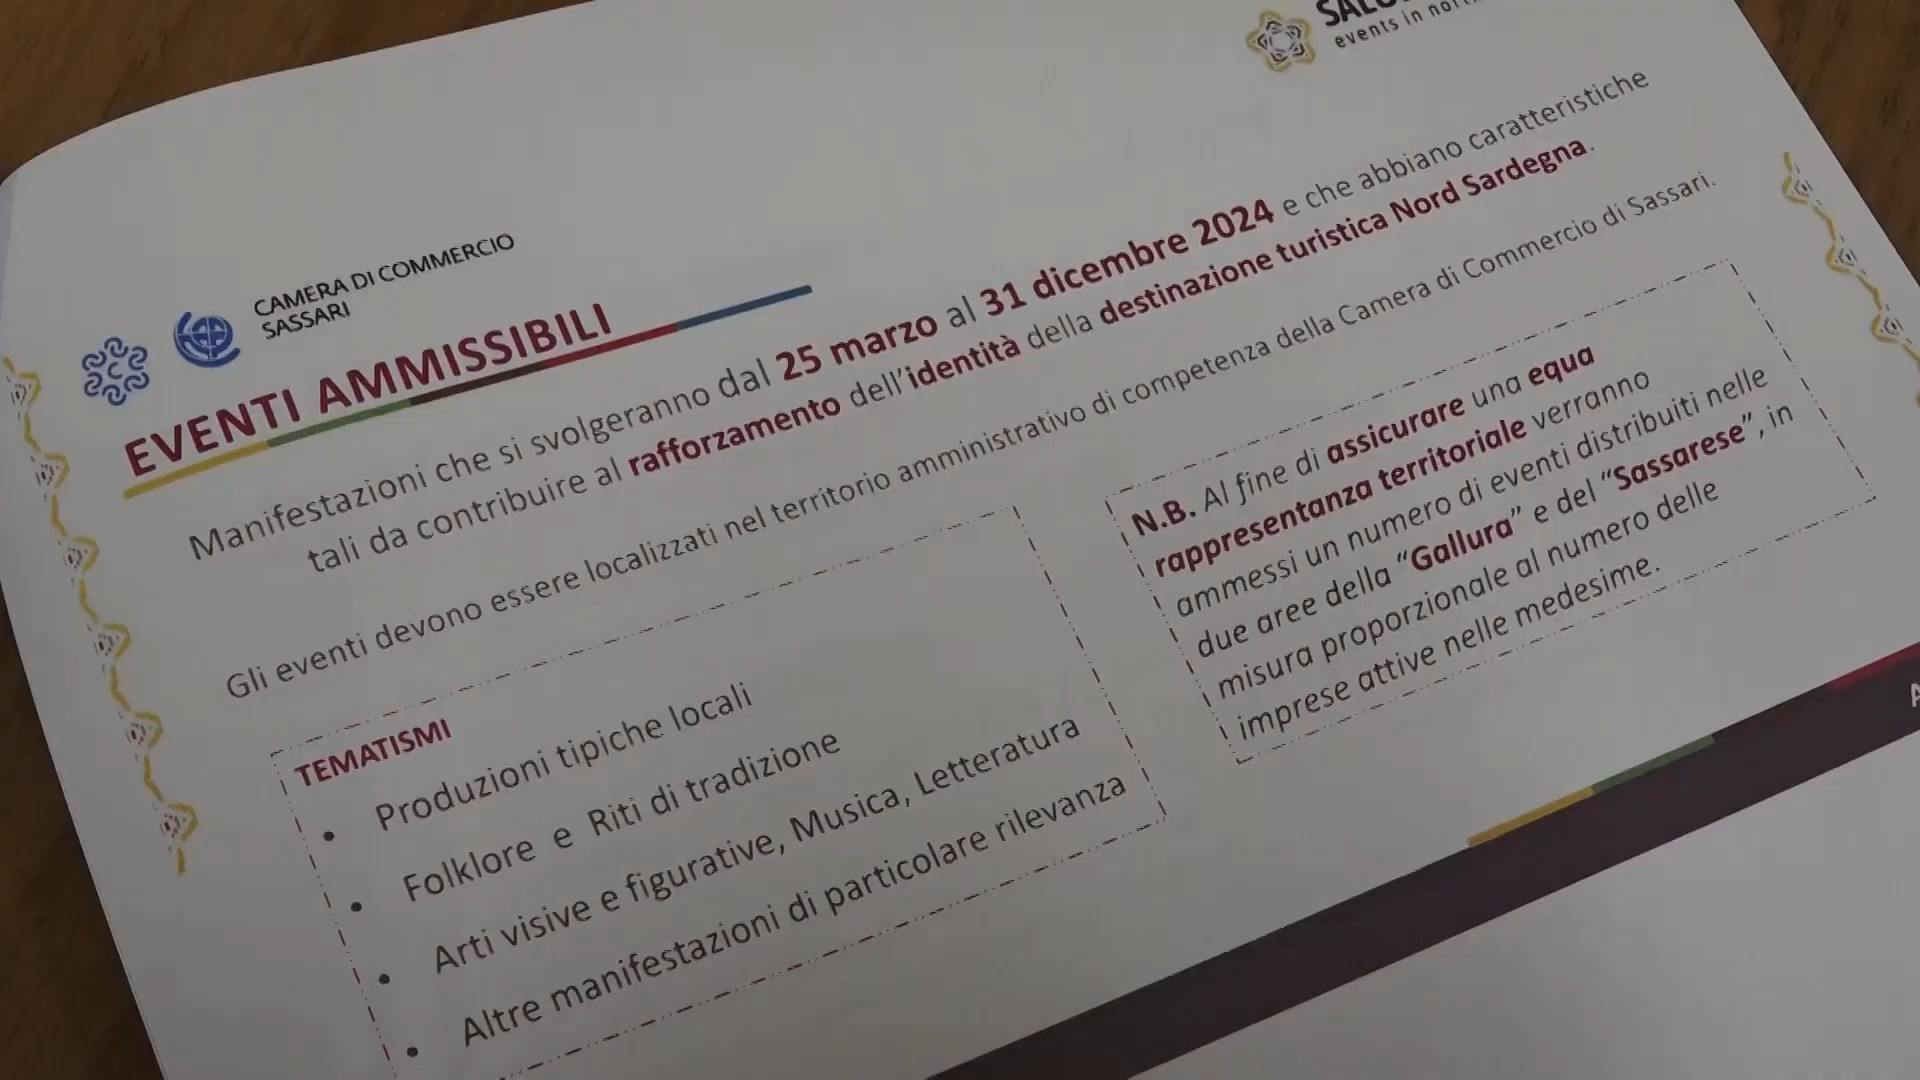 events in
CAMERA DI COMMERCIO
SASSARI
EVENTI AMMISSIBILI
Manifestazioni che si svolgeranno dal 25 marzo al 31 dicembre 2024 e che abbiano caratteristiche
tali da contribuire al rafforzamento dell'identità della destinazione turistica Nord Sardegna.
Gli eventi devono essere localizzati nel territorio amministrativo di competenza della Camera di Commercio di Sassari.
TEMATISMI
• Produzioni tipiche locali
• Folklore e Riti di tradizione
• Arti visive e figurative, Musica, Letteratura
• Altre manifestazioni di particolare rilevanza
N.B. Al fine di assicurare una equa
rappresentanza territoriale verranno
ammessi un numero di eventi distribuiti nelle
due aree della “Gallura” e del “Sassarese”, in
misura proporzionale al numero delle
imprese attive nelle medesime.